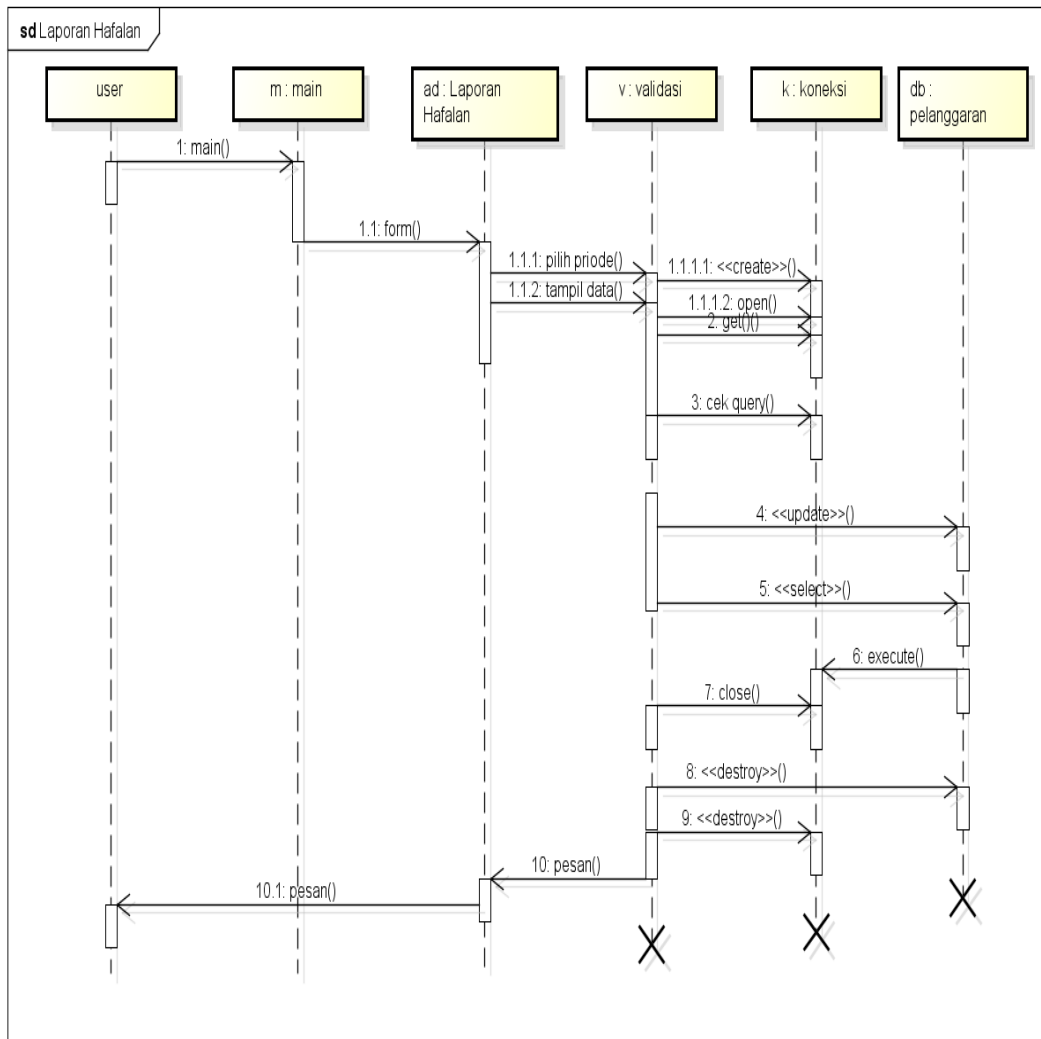 sd Laporan Hafalan
user
m : main
ad : Laporan
Hafalan
v : validasi
k : koneksi
db :
pelanggaran
1: main()
1.1: form()
1.1.1: pilih priode()
1.1.1.1: <<create>>()
1.1.2: tampil data()
1.1.1.2: open()
2: get()()
3: cek query()
4: <<update>>()
5: <<select>>()
6: execute()
7: close()
8: <<destroy>>()
9: <<destroy>>()
10: pesan()
10.1: pesan()